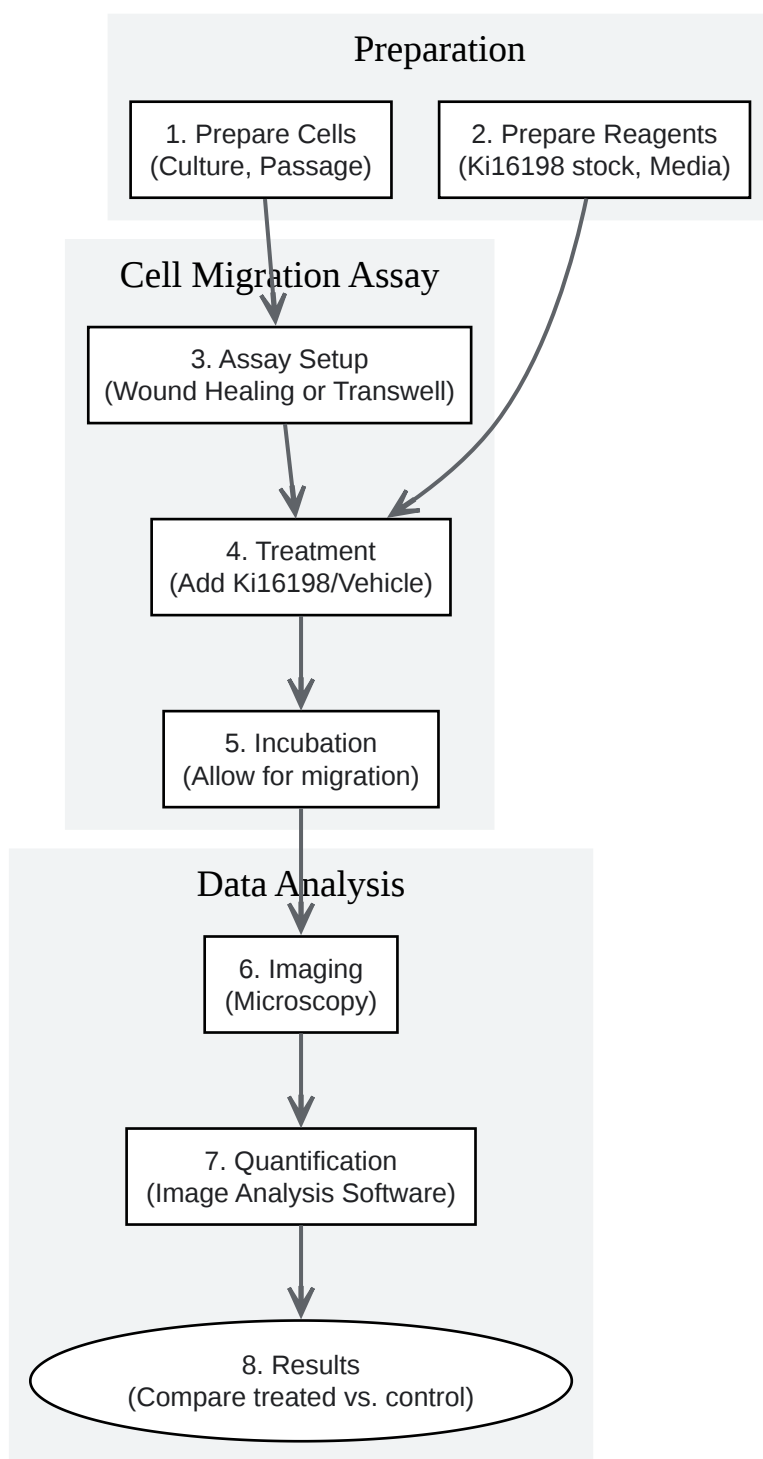 Preparation
1. Prepare Cells
(Culture, Passage)
2. Prepare Reagents
(Ki16198 stock, Media)
Cell Migration Assay
3. Assay Setup
(Wound Healing or Transwell)
4. Treatment
(Add Ki16198/Vehicle)
5. Incubation
(Allow for migration)
Data Analysis
6. Imaging
(Microscopy)
7. Quantification
(Image Analysis Software)
8. Results
(Compare treated vs. control)